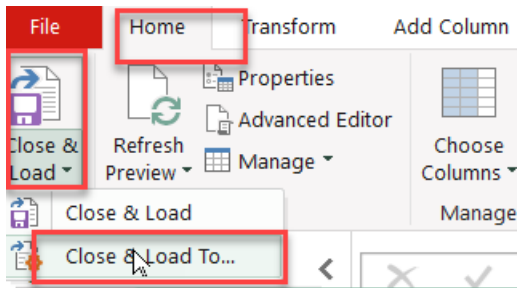 File Home Transform Add Column
Properties
Advanced Editor
Manage
Close &
Load
Refresh
Preview
Choose
Columns
Manage
Close & Load
Close & Load To...